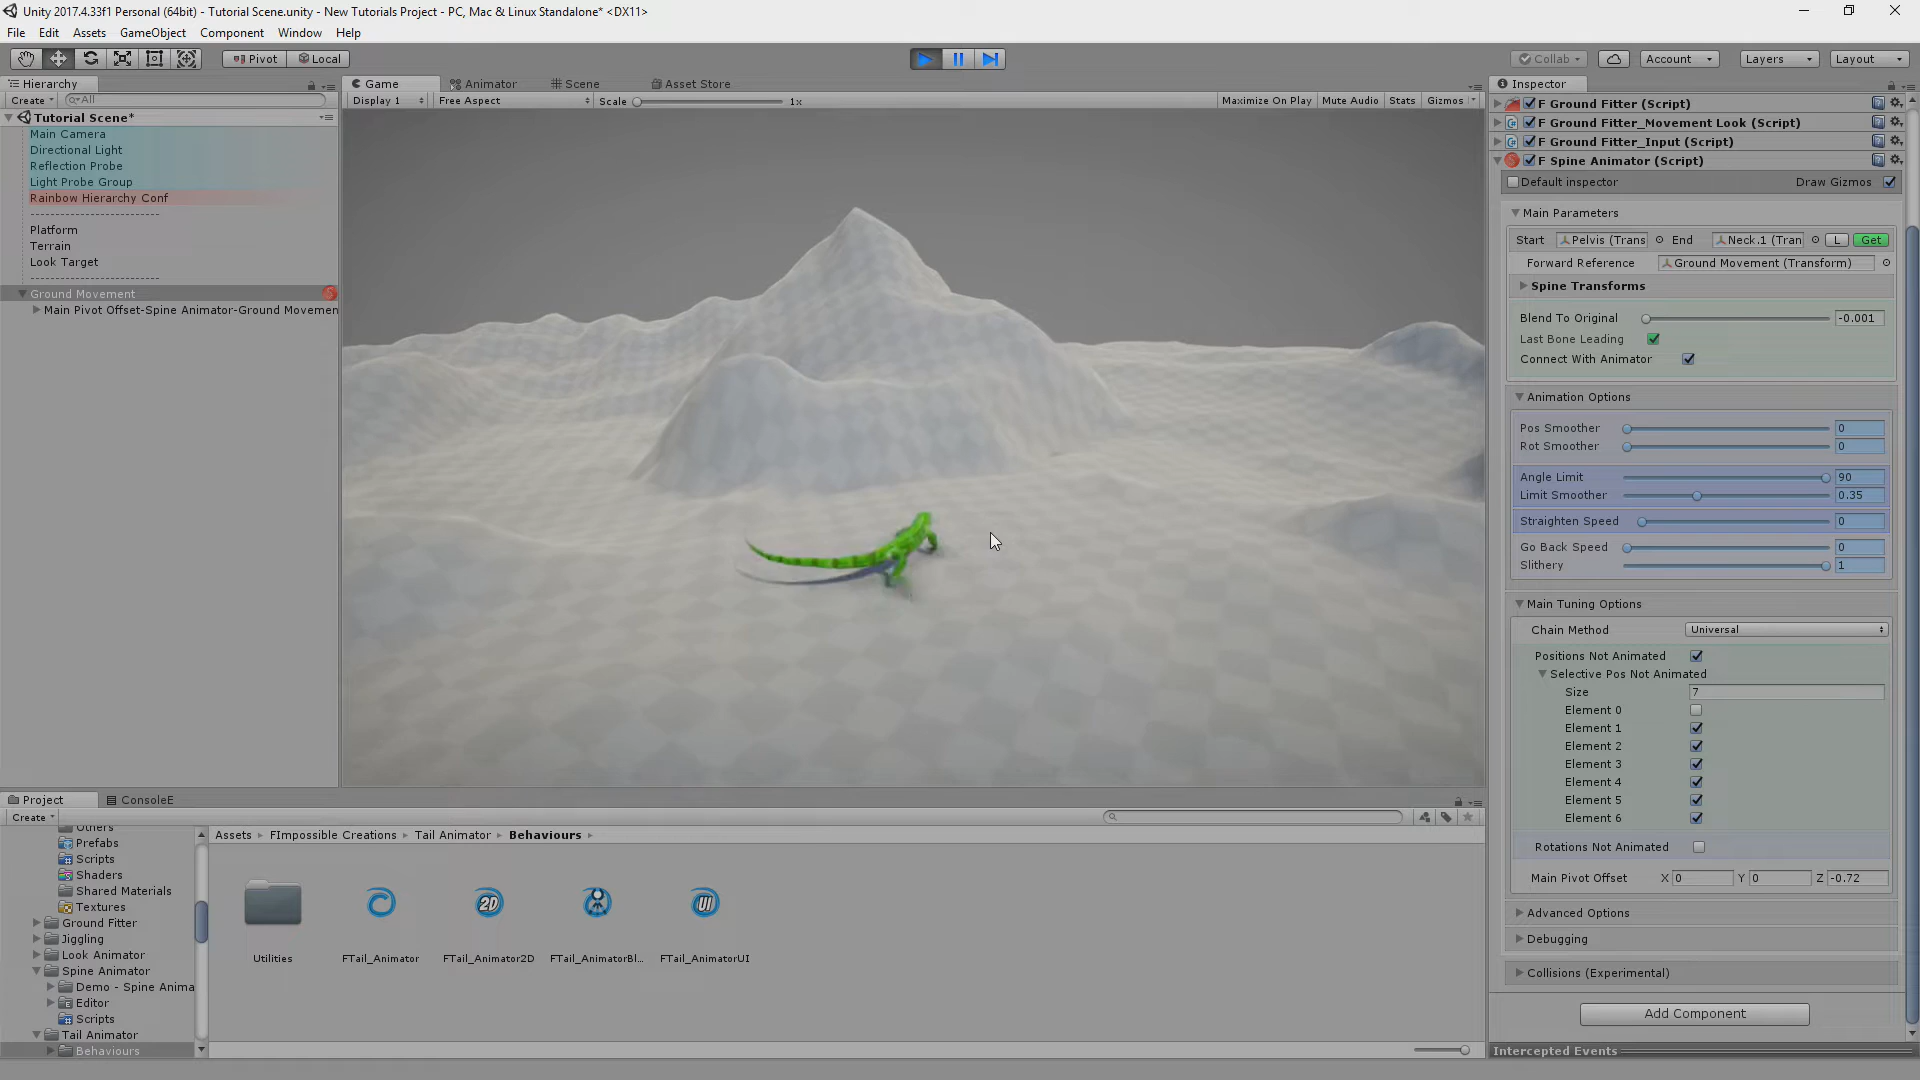 Unity 2017.4.33f1 Personal (64bit) - Tutorial Scene.unity - New Tutorials Project - PC, Mac & Linux Standalone* <DX11>
File Edit Assets GameObject Component Window Help
Pivot Local Collab Account Layers Layout
Hierarchy
Create All
Tutorial Scene*
Main Camera
Directional Light
Reflection Probe
Light Probe Group
Rainbow Hierarchy Conf
------------------------
Platform
Terrain
Look Target
------------------------
Ground Movement
Main Pivot Offset-Spine Animator-Ground Movemen
Game Animator Scene Asset Store
Display 1 Free Aspect Scale 1x Maximize On Play Mute Audio Stats Gizmos
Inspector
F Ground Fitter (Script)
F Ground Fitter_Movement Look (Script)
F Ground Fitter_Input (Script)
F Spine Animator (Script)
Default inspector Draw Gizmos
Main Parameters
Start Pelvis (Trans End Neck.1 (Tran L Get
Forward Reference Ground Movement (Transform)
Spine Transforms
Blend To Original -0.001
Last Bone Leading
Connect With Animator
Animation Options
Pos Smoother 0
Rot Smoother 0
Angle Limit 90
Limit Smoother 0.35
Straighten Speed 0
Go Back Speed 0
Slithery 1
Main Tuning Options
Chain Method Universal
Positions Not Animated
Selective Pos Not Animated
Size 7
Element 0
Element 1
Element 2
Element 3
Element 4
Element 5
Element 6
Rotations Not Animated
Main Pivot Offset X 0 Y 0 Z -0.72
Advanced Options
Debugging
Collisions (Experimental)
Add Component
Intercepted Events
Project ConsoleE
Create
Others
Prefabs
Scripts
Shaders
Shared Materials
Textures
Ground Fitter
Jiggling
Look Animator
Spine Animator
Demo - Spine Anima
Editor
Scripts
Tail Animator
Behaviours
Assets FImpossible Creations Tail Animator Behaviours
2D UI
Utilities FTail_Animator FTail_Animator2D FTail_AnimatorBl... FTail_AnimatorUI